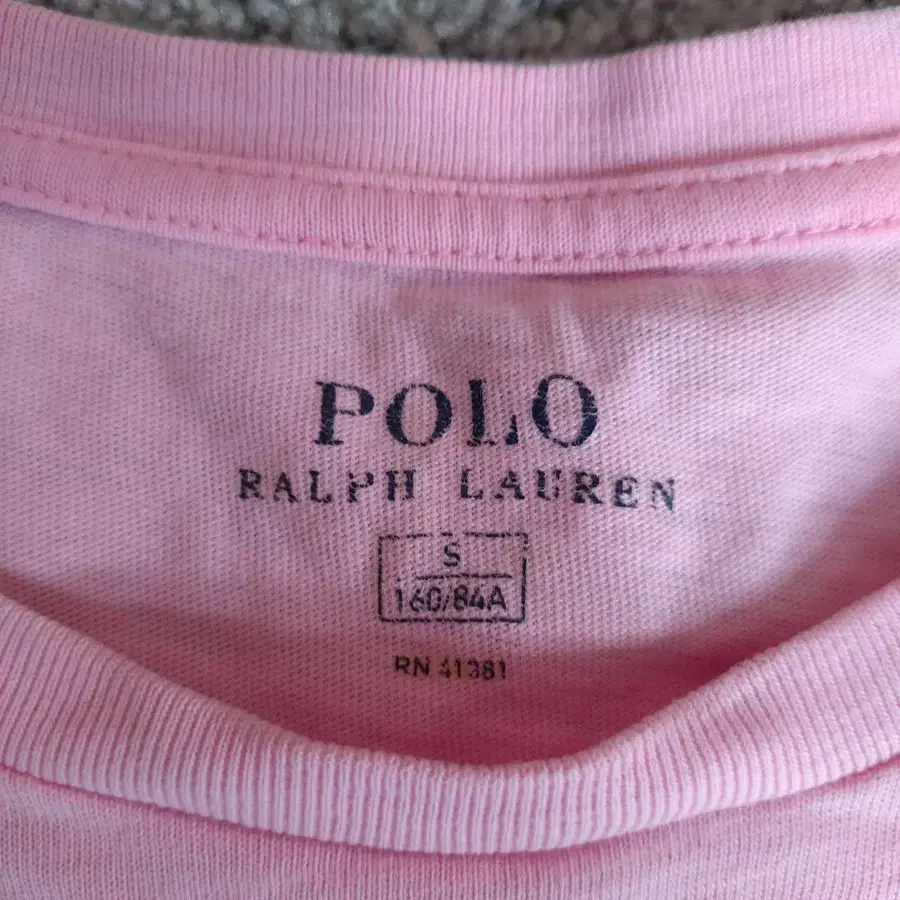 POLO
RALPH LAUREN
S
160/84A
RN 41381